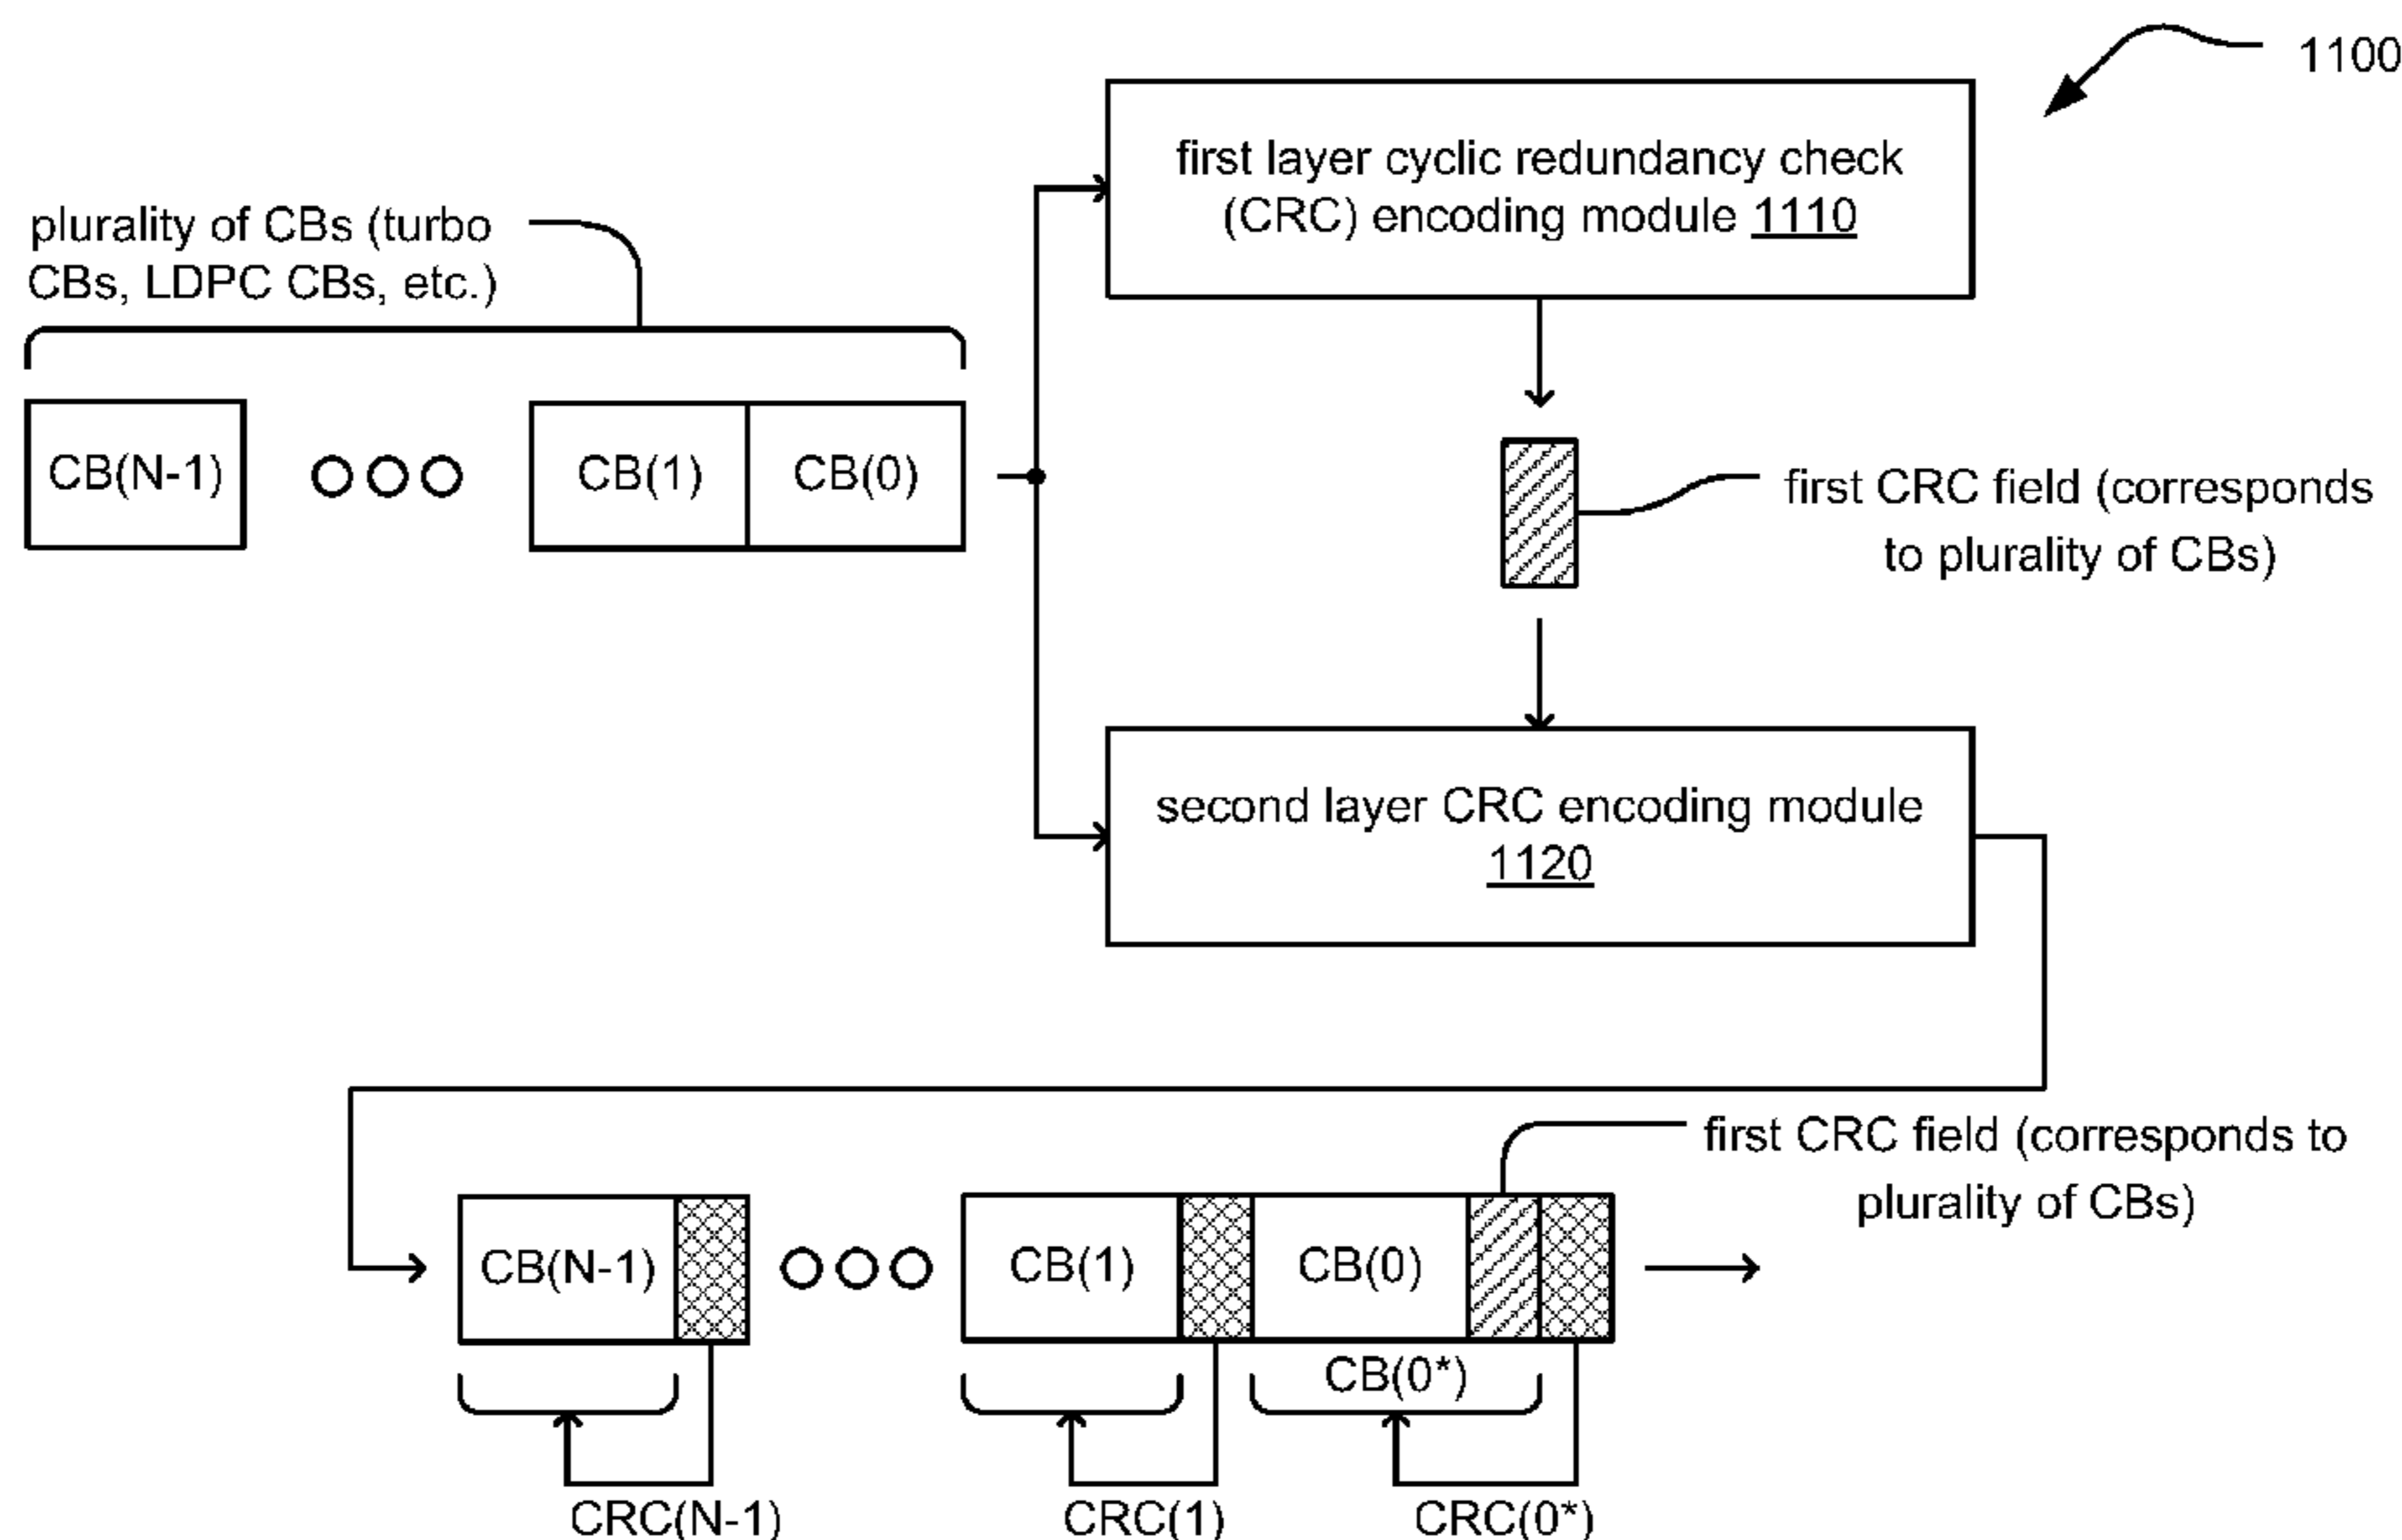 1100
first layer cyclic redundancy check
(CRC) encoding module 1110
plurality of CBs (turbo
CBs, LDPC CBs, etc.)
CB(N-1)
CB(1)
CB(0)
first CRC field (corresponds
to plurality of CBs)
second layer CRC encoding module
1120
first CRC field (corresponds to
plurality of CBs)
CB(N-1)
CB(1)
CB(0)
CB(0*)
CRC(N-1)
CRC(1)
CRC(0*)